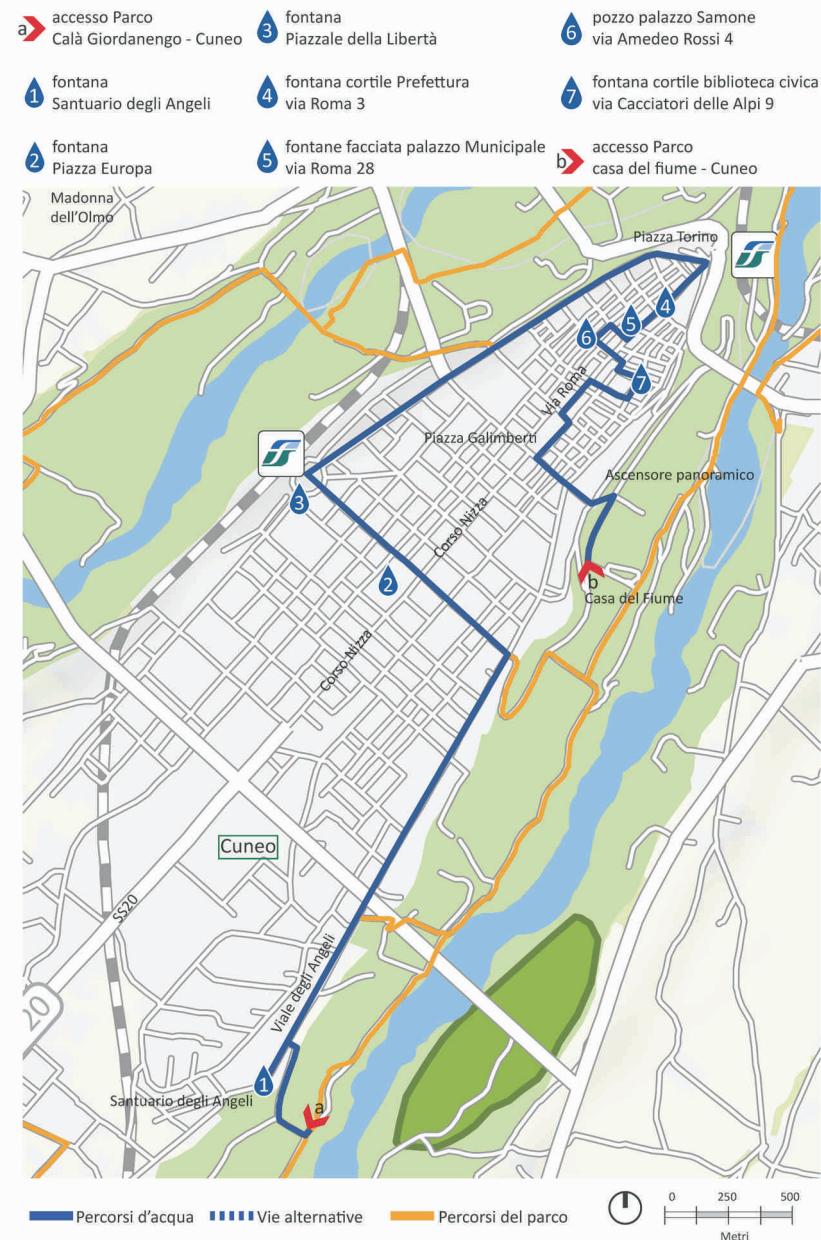 a
accesso Parco
Calà Giordanengo - Cuneo
1
fontana
Santuario degli Angeli
2
fontana
Piazza Europa
3
fontana
Piazzale della Libertà
4
fontana cortile Prefettura
via Roma 3
5
fontane facciata palazzo Municipale
via Roma 28
6
pozzo palazzo Samone
via Amedeo Rossi 4
7
fontana cortile biblioteca civica
via Cacciatori delle Alpi 9
b
accesso Parco
casa del fiume - Cuneo
Madonna
dell'Olmo
Piazza Torino
4
5
6
7
Via Roma
Piazza Galimberti
Ascensore panoramico
3
Corso Nizza
2
b
Casa del Fiume
Corso Nizza
Cuneo
SS20
20
Viale degli Angeli
1
Santuario degli Angeli
a
Percorsi d'acqua
Vie alternative
Percorsi del parco
0 250 500
Metri